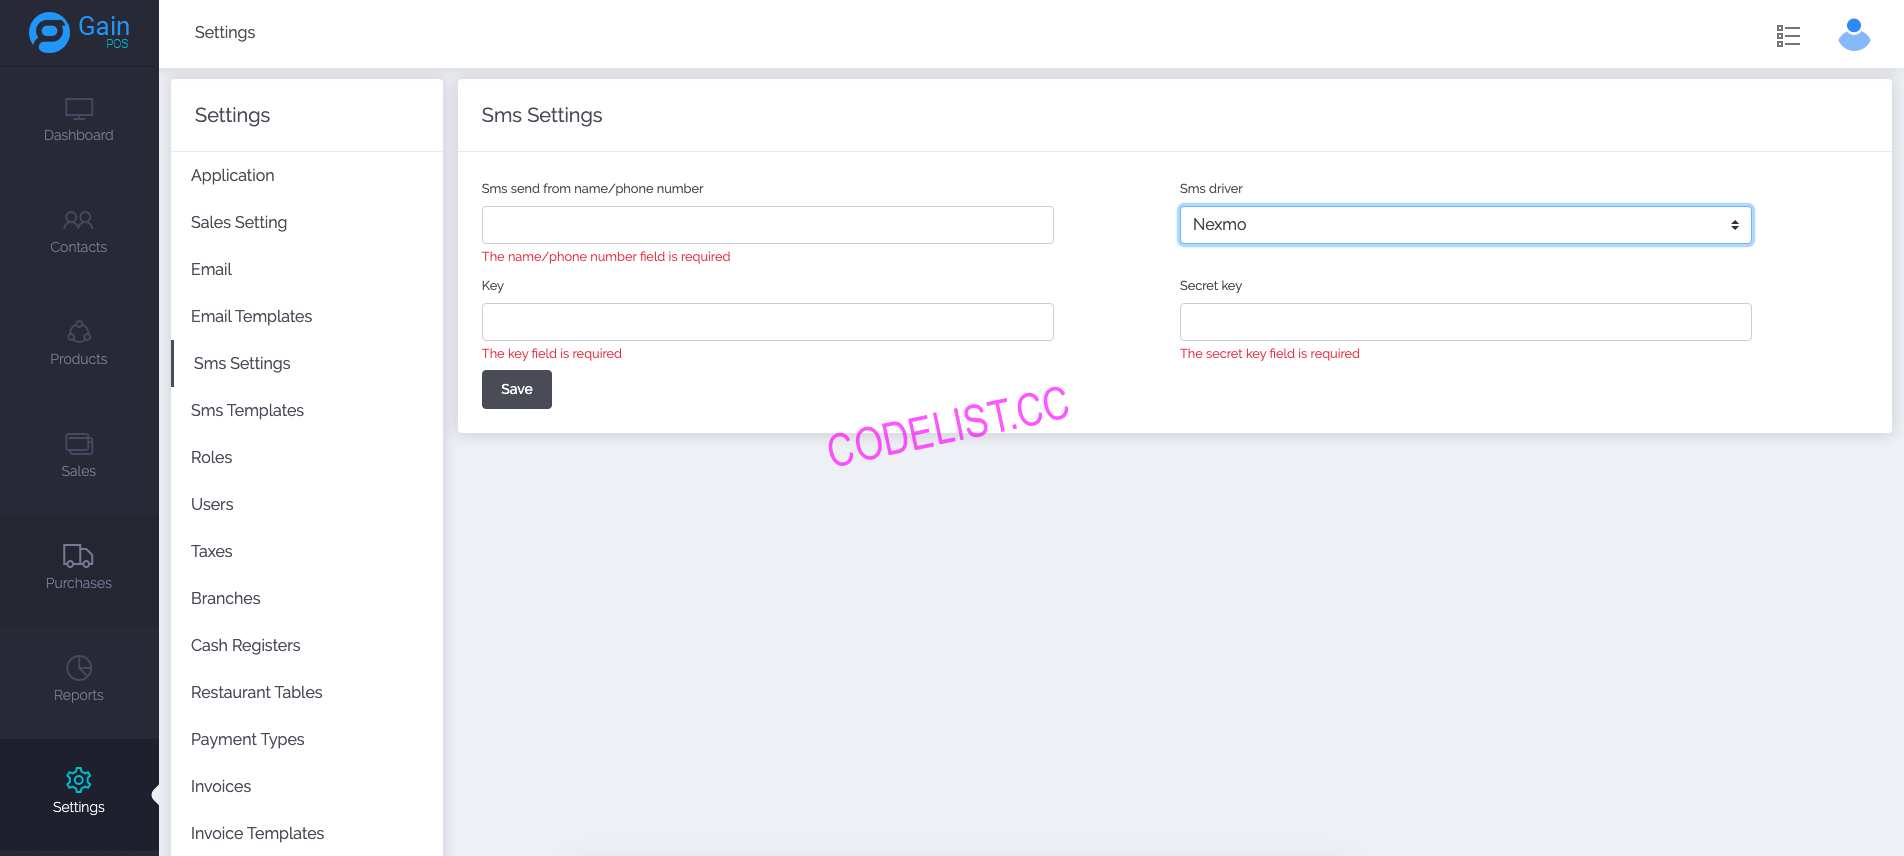 Gain
POS
Settings
Dashboard
Contacts
Products
Sales
Purchases
Reports
Settings
Settings
Application
Sales Setting
Email
Email Templates
Sms Settings
Sms Templates
Roles
Users
Taxes
Branches
Cash Registers
Restaurant Tables
Payment Types
Invoices
Invoice Templates
Sms Settings
Sms send from name/phone number
The name/phone number field is required
Sms driver
Nexmo
Key
The key field is required
Secret key
The secret key field is required
Save
CODELIST.CC